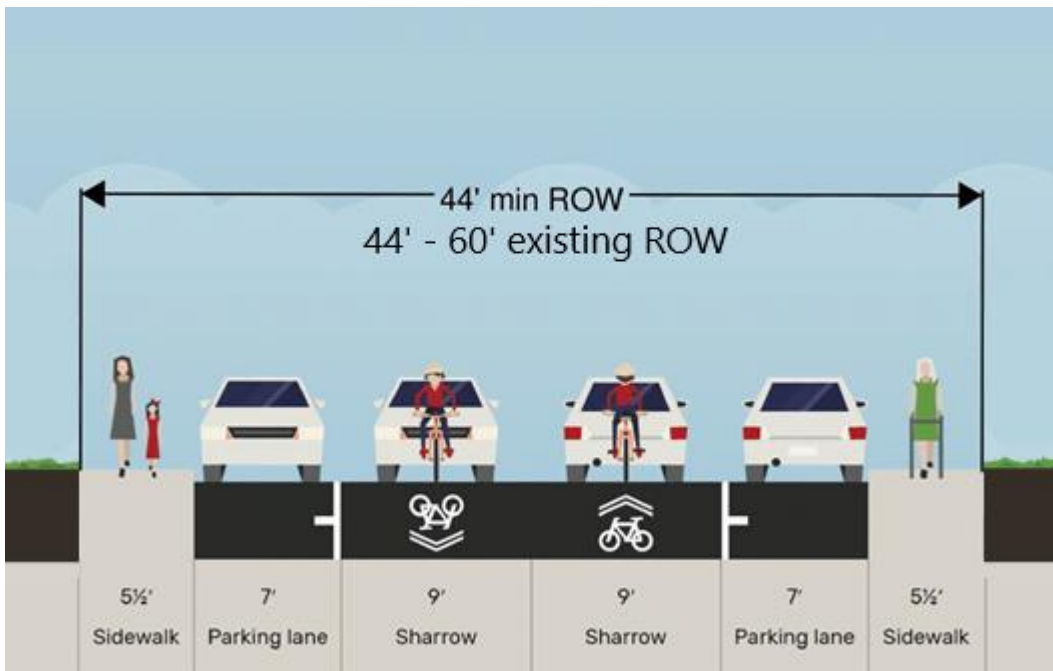 44' min ROW
44' - 60' existing ROW
5½' 7' 9' 9' 7' 5½'
Sidewalk Parking lane Sharrow Sharrow Parking lane Sidewalk